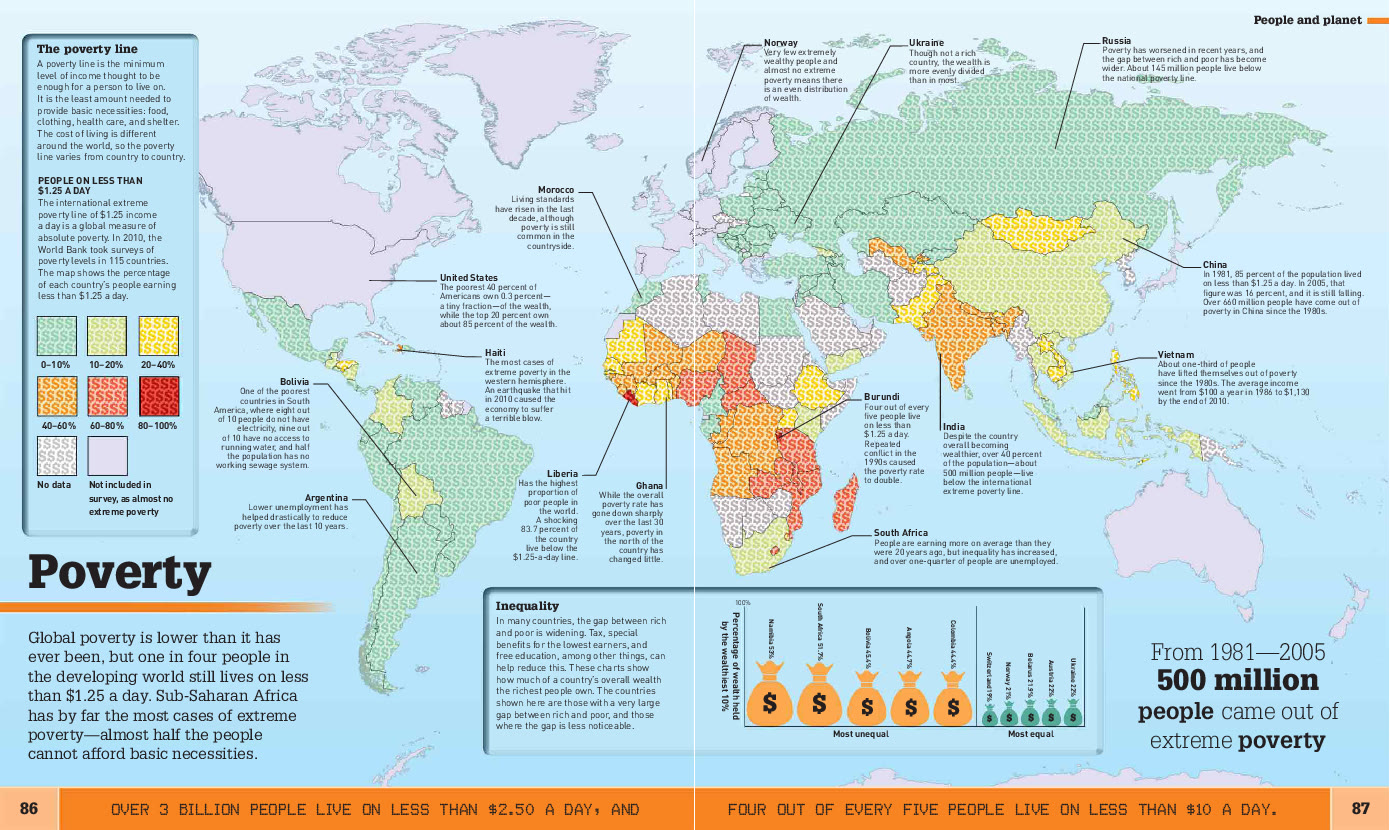 People and planet
The poverty line
A poverty line is the minimum
level of income thought to be
enough for a person to live on.
It is the least amount needed to
provide basic necessities: food,
clothing, health care, and shelter.
The cost of living is different
around the world, so the poverty
line varies from country to country.
PEOPLE ON LESS THAN
$1.25 A DAY
The international extreme
poverty line of $1.25 income
a day is a global measure of
absolute poverty. In 2010, the
World Bank took surveys of
poverty levels in 115 countries.
The map shows the percentage
of each country's people earning
less than $1.25 a day.
0–10% 10–20% 20–40%
40–60% 60–80% 80–100%
No data
Not included in
survey, as almost no
extreme poverty
Norway
Very few extremely
wealthy people and
almost no extreme
poverty means there
is an even distribution
of wealth.
Ukraine
Though not a rich
country, the wealth is
more evenly divided
than in most.
Russia
Poverty has worsened in recent years, and
the gap between rich and poor has become
wider. About 14.5 million people live below
the national poverty line.
Morocco
Living standards
have risen in the last
decade, although
poverty is still
common in the
countryside.
United States
The poorest 40 percent of
Americans own 0.3 percent—
a tiny fraction—of the wealth,
while the top 20 percent own
about 85 percent of the wealth.
China
In 1981, 85 percent of the population lived
on less than $1.25 a day. In 2005, that
figure was 16 percent, and it is still falling.
Over 660 million people have come out of
poverty in China since the 1980s.
Haiti
The most cases of
extreme poverty in the
western hemisphere.
An earthquake that hit
in 2010 caused the
economy to suffer
a terrible blow.
Vietnam
About one-third of people
have lifted themselves out of poverty
since the 1980s. The average income
went from $100 a year in 1986 to $1,130
by the end of 2010.
Bolivia
One of the poorest
countries in South
America, where eight out
of 10 people do not have
electricity, nine out
of 10 have no access to
running water, and half
the population has no
working sewage system.
Burundi
Four out of every
five people live
on less than
$1.25 a day.
Repeated
conflict in the
1990s caused
the poverty rate
to double.
India
Despite the country
overall becoming
wealthier, over 40 percent
of the population—about
500 million people—live
below the international
extreme poverty line.
Liberia
Has the highest
proportion of
poor people in
the world.
A shocking
83.7 percent of
the country
live below the
$1.25-a-day line.
Ghana
While the overall
poverty rate has
gone down sharply
over the last 30
years, poverty in
the north of the
country has
changed little.
Argentina
Lower unemployment has
helped drastically to reduce
poverty over the last 10 years.
South Africa
People are earning more on average than they
were 20 years ago, but inequality has increased,
and over one-quarter of people are unemployed.
Poverty
Global poverty is lower than it has
ever been, but one in four people in
the developing world still lives on less
than $1.25 a day. Sub-Saharan Africa
has by far the most cases of extreme
poverty—almost half the people
cannot afford basic necessities.
Inequality
In many countries, the gap between rich
and poor is widening. Tax, special
benefits for the lowest earners, and
free education, among other things, can
help reduce this. These charts show
how much of a country's overall wealth
the richest people own. The countries
shown here are those with a very large
gap between rich and poor, and those
where the gap is less noticeable.
100%
Percentage of wealth held
by the wealthiest 10%
Namibia 53%
South Africa 51.7%
Bolivia 45.4%
Angola 44.7%
Colombia 44.4%
Switzerland 19%
Norway 21%
Belarus 21.9%
Austria 22%
Ukraine 22%
Most unequal
Most equal
From 1981—2005
500 million
people came out of
extreme poverty
86
OVER 3 BILLION PEOPLE LIVE ON LESS THAN $2.50 A DAY, AND
FOUR OUT OF EVERY FIVE PEOPLE LIVE ON LESS THAN $10 A DAY.
87